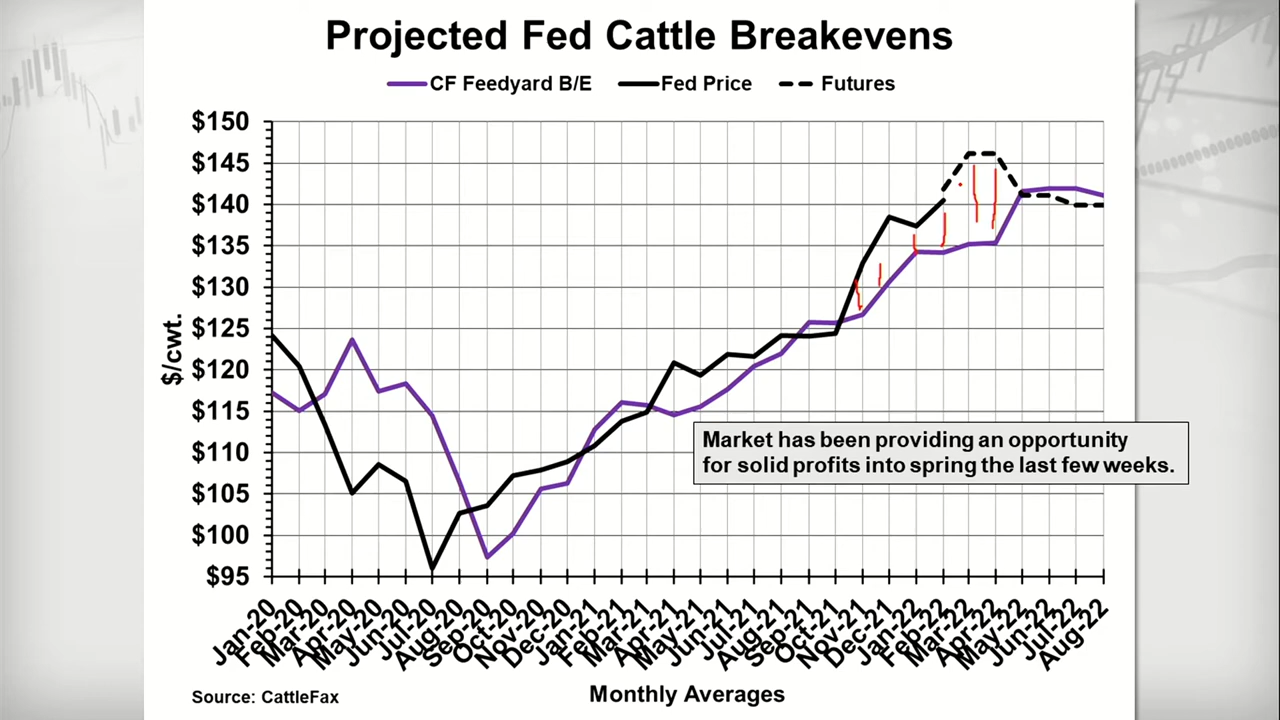 Projected Fed Cattle Breakevens
CF Feedyard B/E Fed Price Futures
$150
$145
$140
$135
$130
$125
$120
$115
$110
$105
$100
$95
$/cwt.
Market has been providing an opportunity
for solid profits into spring the last few weeks.
Jan-20
Feb-20
Mar-20
Apr-20
May-20
Jun-20
Jul-20
Aug-20
Sep-20
Oct-20
Nov-20
Dec-20
Jan-21
Feb-21
Mar-21
Apr-21
May-21
Jun-21
Jul-21
Aug-21
Sep-21
Oct-21
Nov-21
Dec-21
Jan-22
Feb-22
Mar-22
Apr-22
May-22
Jun-22
Jul-22
Aug-22
Source: CattleFax
Monthly Averages